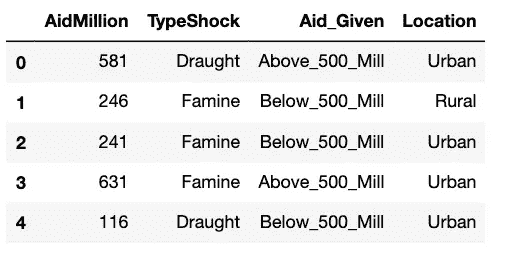 AidMillion TypeShock Aid_Given Location
0 581 Draught Above_500_Mill Urban
1 246 Famine Below_500_Mill Rural
2 241 Famine Below_500_Mill Urban
3 631 Famine Above_500_Mill Urban
4 116 Draught Below_500_Mill Urban